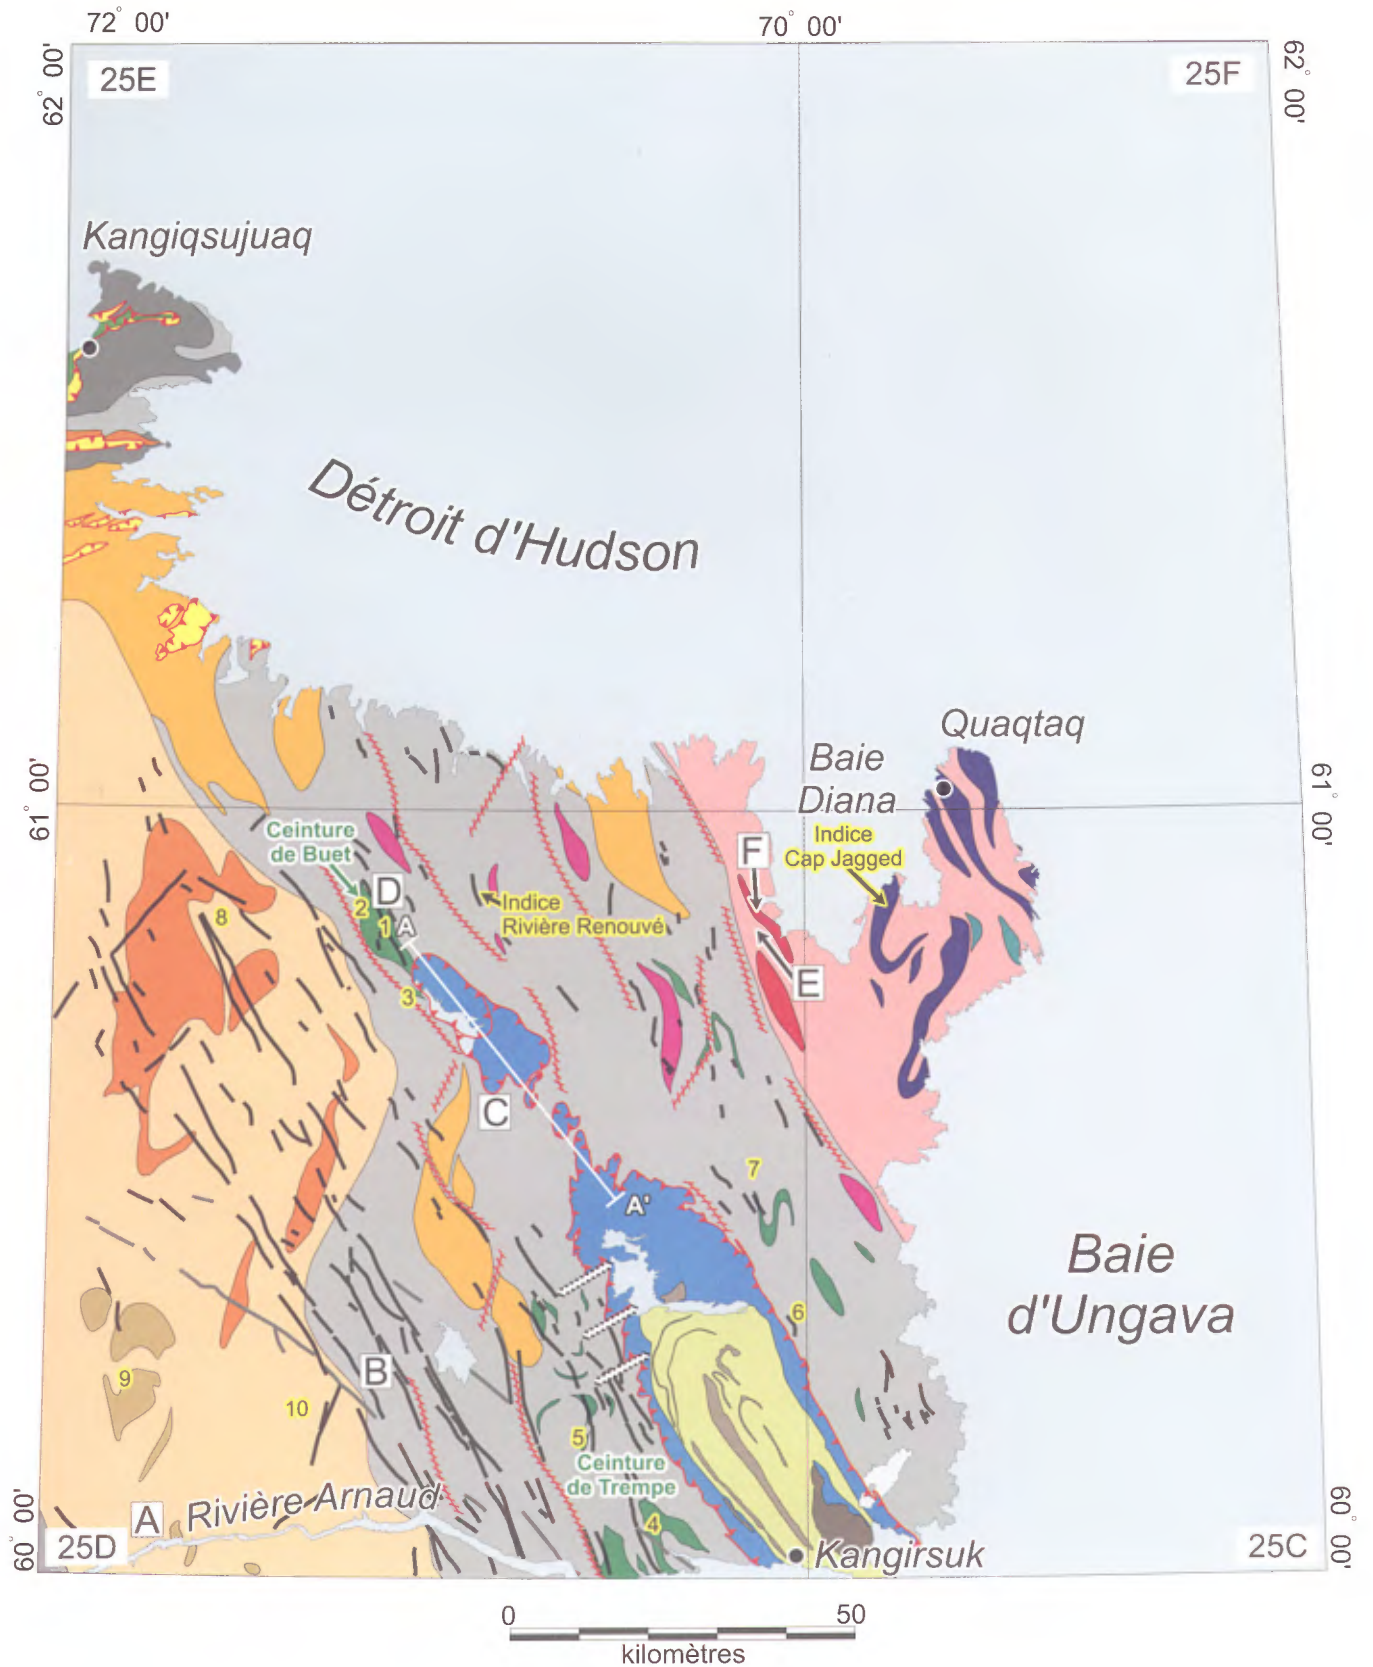 72° 00'
70° 00'
62° 00'
62° 00'
25E
25F
Kangiqsujuaq
Détroit d'Hudson
Quaqtaq
Baie
Diana
61° 00'
61° 00'
Indice
Cap Jagged
Ceinture
de Buet
F
D
2
1
A
Indice
Rivière Renouvé
8
E
3
C
7
A'
Baie
d'Ungava
6
B
9
10
5
Ceinture
de Trempe
4
A
Rivière Arnaud
60° 00'
60° 00'
25D
25C
Kangirsuk
0
50
kilomètres